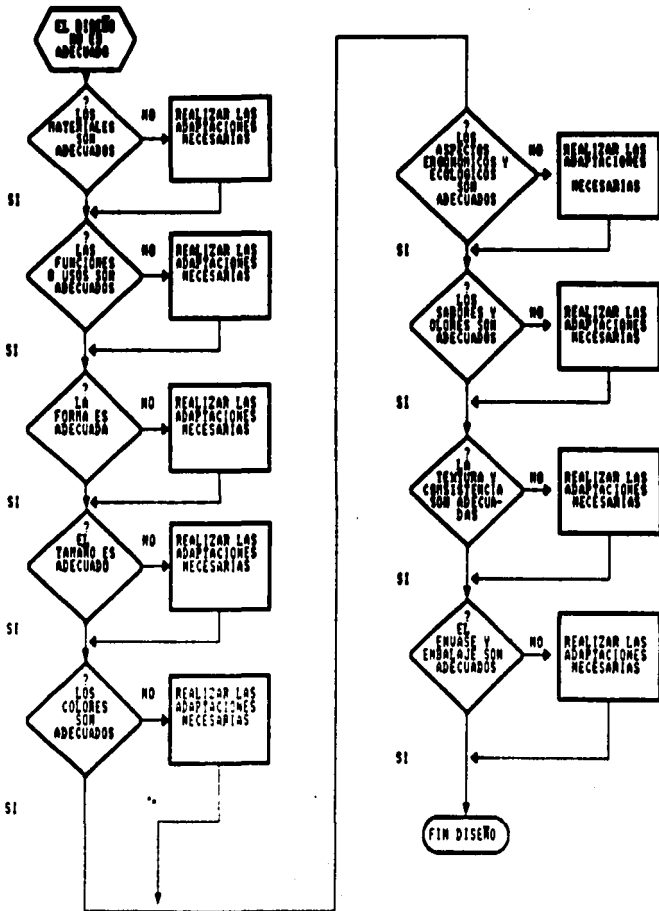 EL DISEÑO
NO ES
ADECUADO
?
LOS
MATERIALES
SON
ADECUADOS
NO
REALIZAR LAS
ADAPTACIONES
NECESARIAS
SI
?
LAS
FUNCIONES
O USOS SON
ADECUADOS
NO
REALIZAR LAS
ADAPTACIONES
NECESARIAS
SI
?
LA
FORMA ES
ADECUADA
NO
REALIZAR LAS
ADAPTACIONES
NECESARIAS
SI
?
EL
TAMAÑO ES
ADECUADO
NO
REALIZAR LAS
ADAPTACIONES
NECESARIAS
SI
?
LOS
COLORES
SON
ADECUADOS
NO
REALIZAR LAS
ADAPTACIONES
NECESARIAS
SI
?
LOS
ASPECTOS
ERGONOMICOS Y
ECOLOGICOS
SON
ADECUADOS
NO
REALIZAR LAS
ADAPTACIONES
NECESARIAS
SI
?
LOS
SABORES Y
OLORES SON
ADECUADOS
NO
REALIZAR LAS
ADAPTACIONES
NECESARIAS
SI
?
LA
TEXTURA Y
CONSISTENCIA
SON ADECUA-
DAS
NO
REALIZAR LAS
ADAPTACIONES
NECESARIAS
SI
?
EL
ENVASE Y
EMBALAJE SON
ADECUADOS
NO
REALIZAR LAS
ADAPTACIONES
NECESARIAS
SI
FIN DISEÑO